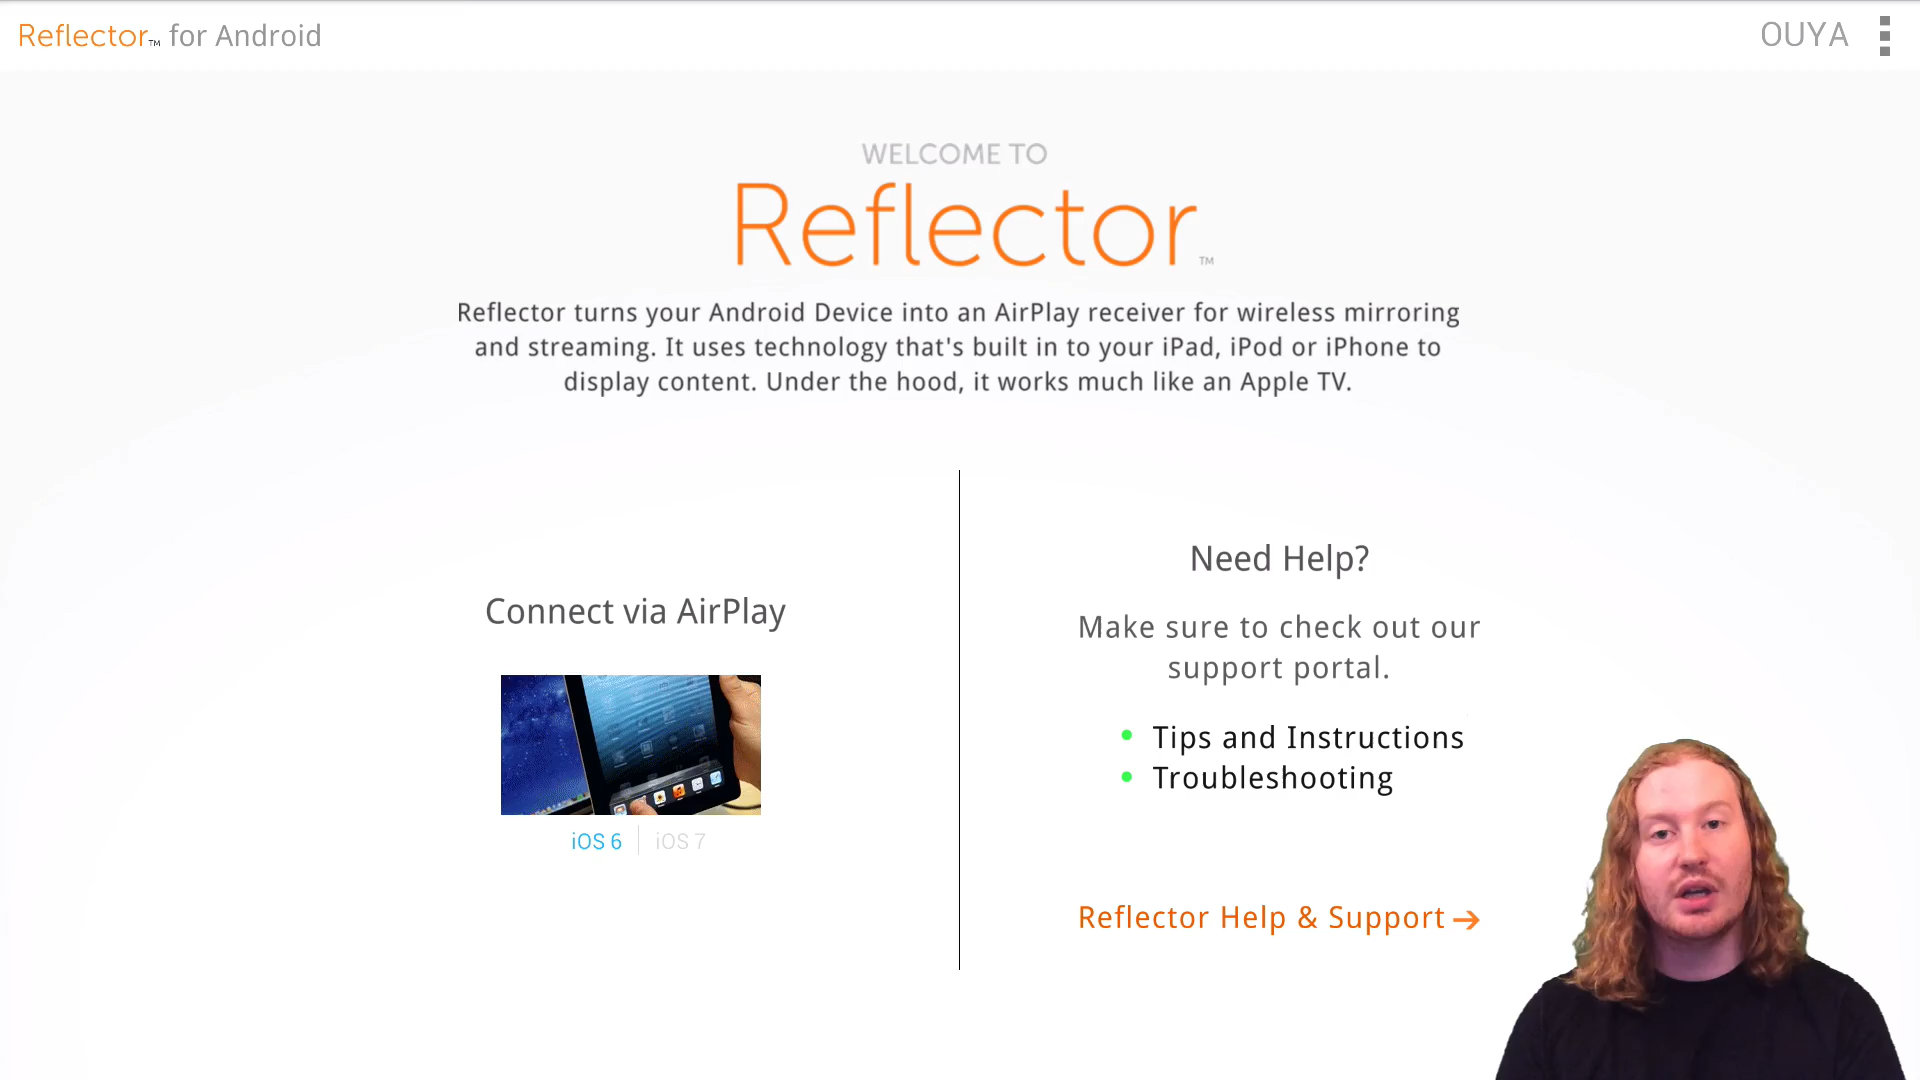 Reflector™ for Android
OUYA
WELCOME TO
Reflector™
Reflector turns your Android Device into an AirPlay receiver for wireless mirroring
and streaming. It uses technology that's built in to your iPad, iPod or iPhone to
display content. Under the hood, it works much like an Apple TV.
Connect via AirPlay
iOS 6 | iOS 7
Need Help?
Make sure to check out our
support portal.
• Tips and Instructions
• Troubleshooting
Reflector Help & Support →